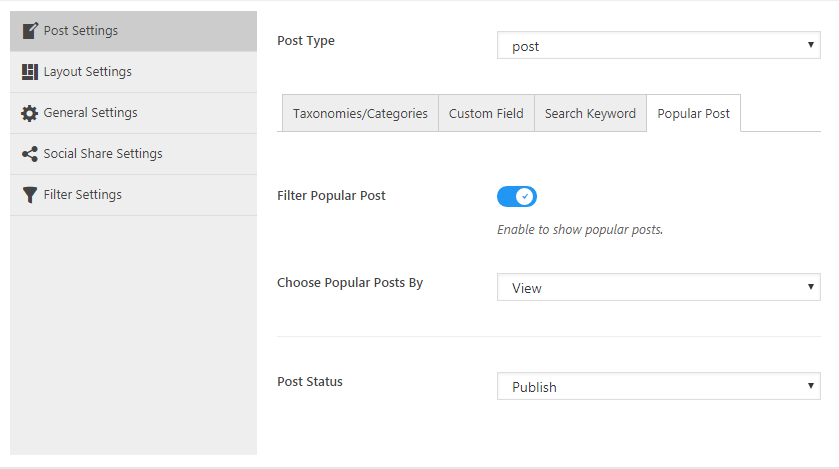 Post Settings
Layout Settings
General Settings
Social Share Settings
Filter Settings
Post Type
post
Taxonomies/Categories Custom Field Search Keyword Popular Post
Filter Popular Post
Enable to show popular posts.
Choose Popular Posts By
View
Post Status
Publish